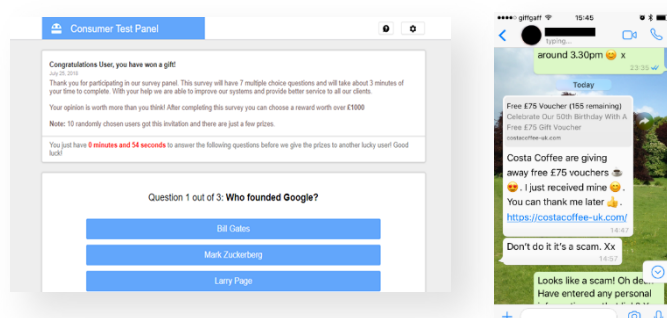 Consumer Test Panel
Congratulations User, you have won a gift!
July 25, 2018
Thank you for participating in our survey panel. This survey will have 7 multiple choice questions and will take about 3 minutes of
your time to complete. With your help we are able to improve our systems and provide better service to all our clients.
Your opinion is worth more than you think! After completing this survey you can choose a reward worth over £1000
Note: 10 randomly chosen users got this invitation and there are just a few prizes.
You just have 0 minutes and 54 seconds to answer the following questions before we give the prizes to another lucky user! Good
luck!
Question 1 out of 3: Who founded Google?
Bill Gates
Mark Zuckerberg
Larry Page
giffgaff 15:45
typing...
around 3.30pm 😊 x
23:35
Today
Free £75 Voucher (155 remaining)
Celebrate Our 50th Birthday With A
Free £75 Gift Voucher
costacoffee-uk.com
Costa Coffee are giving
away free £75 vouchers ☕
😍. I just received mine 😊.
You can thank me later 👍.
https://costacoffee-uk.com/
14:47
Don't do it it's a scam. Xx
14:57
Looks like a scam! Oh
Have entered any personal